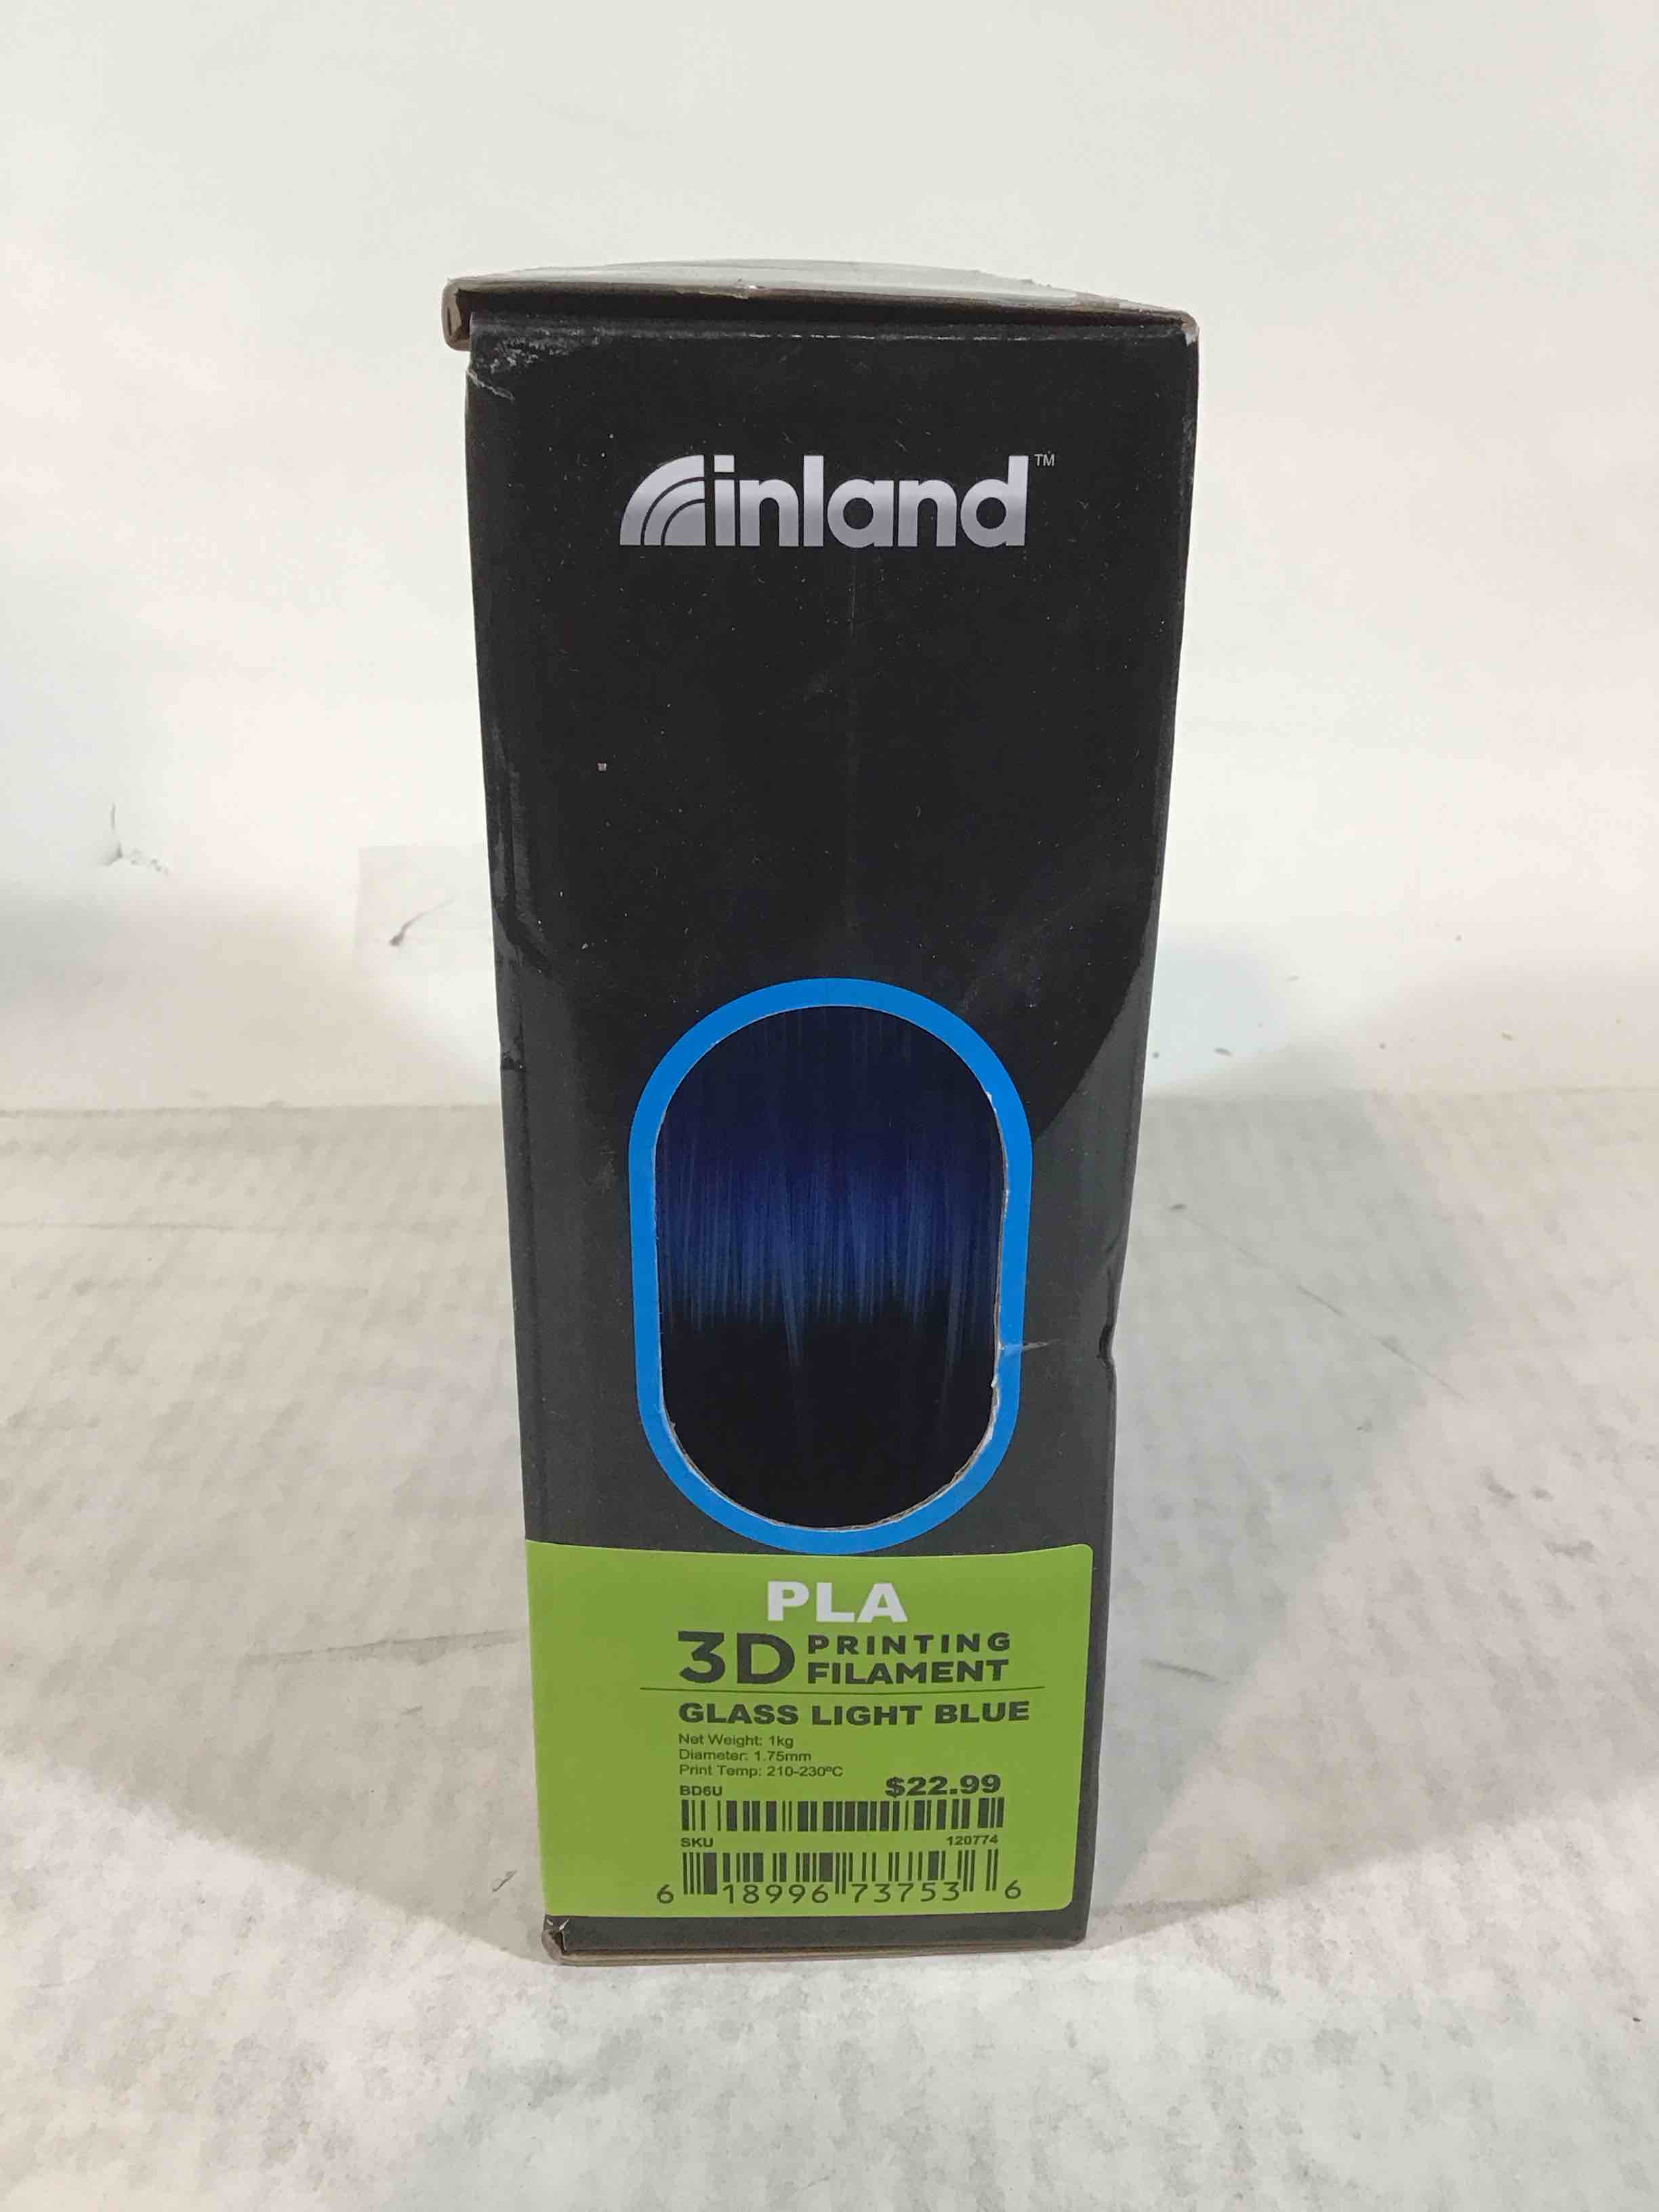 inland™
PLA
3D PRINTING FILAMENT
GLASS LIGHT BLUE
Net Weight: 1kg
Diameter: 1.75mm
Print Temp: 210-230ºC
BD6U $22.99
SKU 120774
6 18996 73753 6